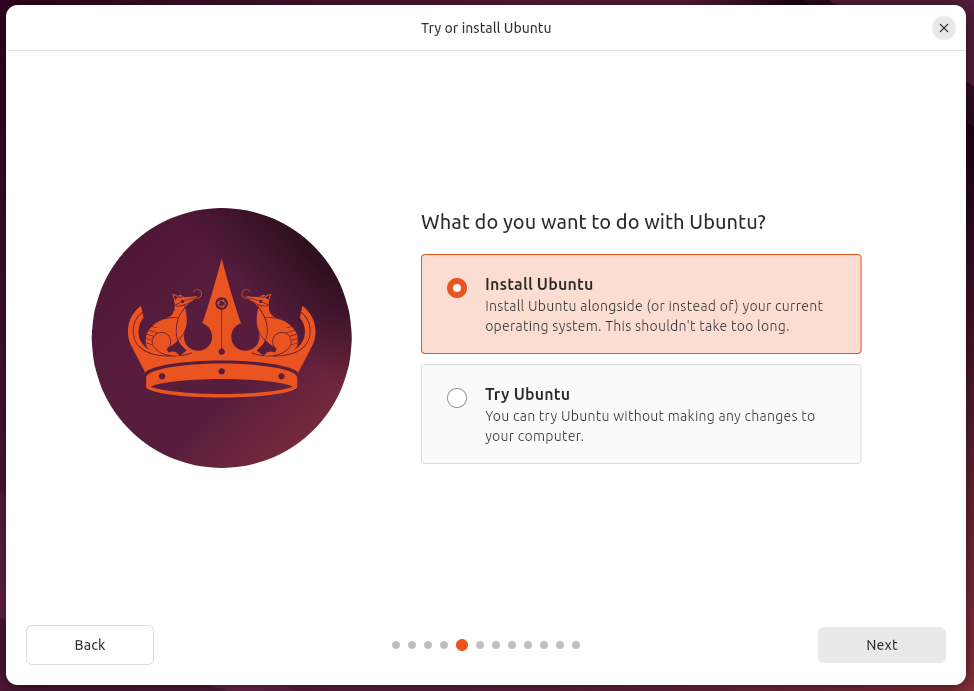 Try or install Ubuntu
What do you want to do with Ubuntu?
Install Ubuntu
Install Ubuntu alongside (or instead of) your current
operating system. This shouldn't take too long.
Try Ubuntu
You can try Ubuntu without making any changes to
your computer.
Back
Next